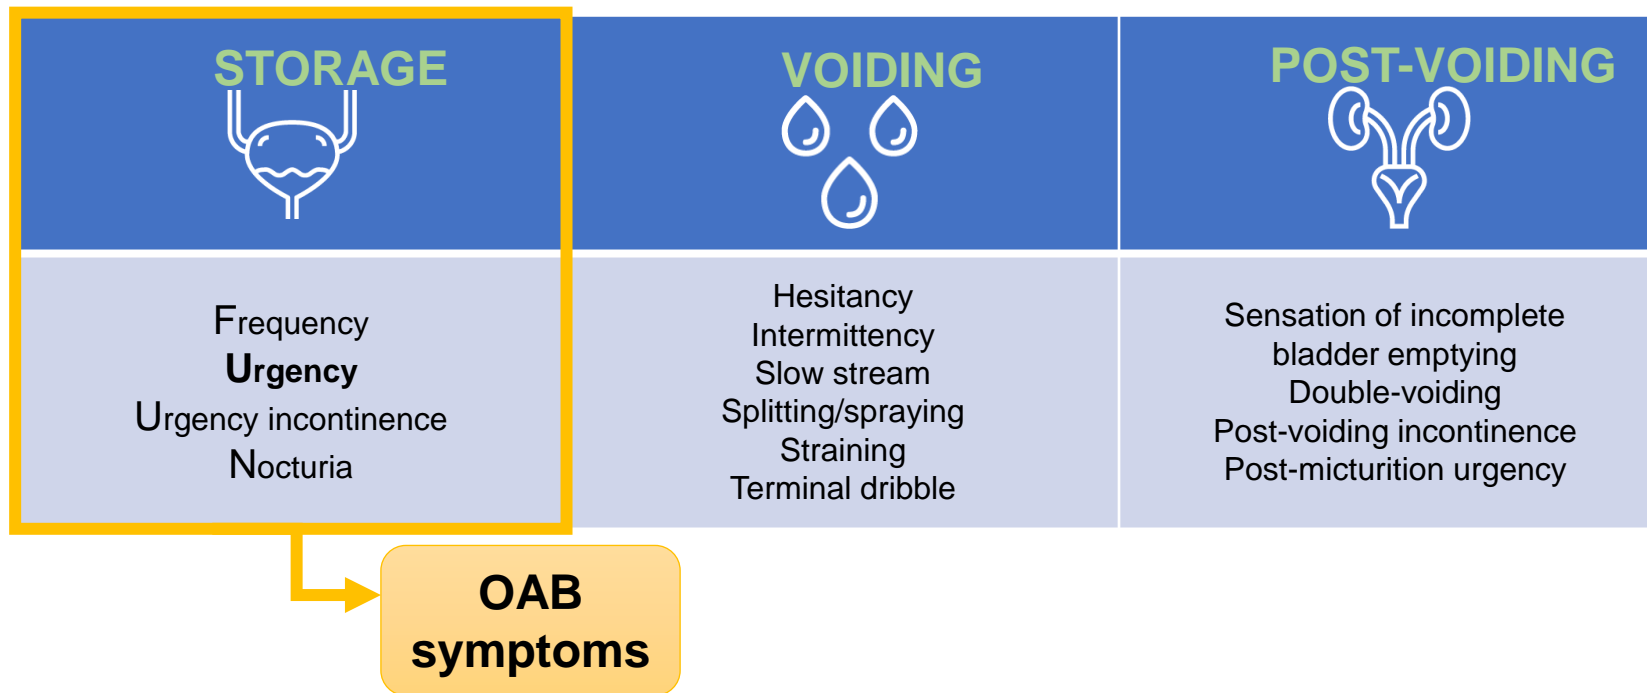 STORAGE
VOIDING
POST-VOIDING
Frequency
Urgency
Urgency incontinence
Nocturia
Hesitancy
Intermittency
Slow stream
Splitting/spraying
Straining
Terminal dribble
Sensation of incomplete
bladder emptying
Double-voiding
Post-voiding incontinence
Post-micturition urgency
OAB
symptoms